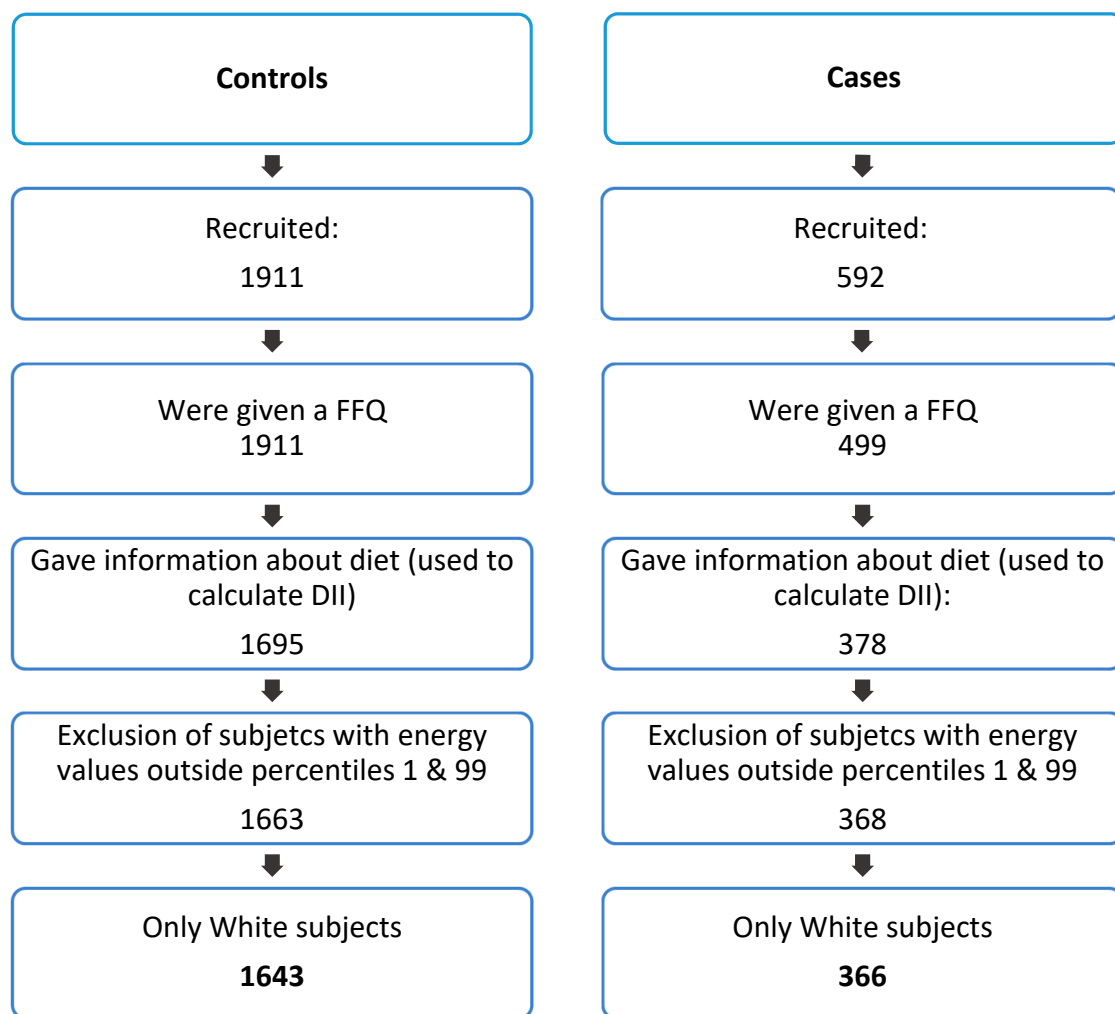 Controls
Recruited:
1911
Were given a FFQ
1911
Gave information about diet (used to
calculate DII)
1695
Exclusion of subjetcs with energy
values outside percentiles 1 & 99
1663
Only White subjects
1643
Cases
Recruited:
592
Were given a FFQ
499
Gave information about diet (used to
calculate DII):
378
Exclusion of subjetcs with energy
values outside percentiles 1 & 99
368
Only White subjects
366